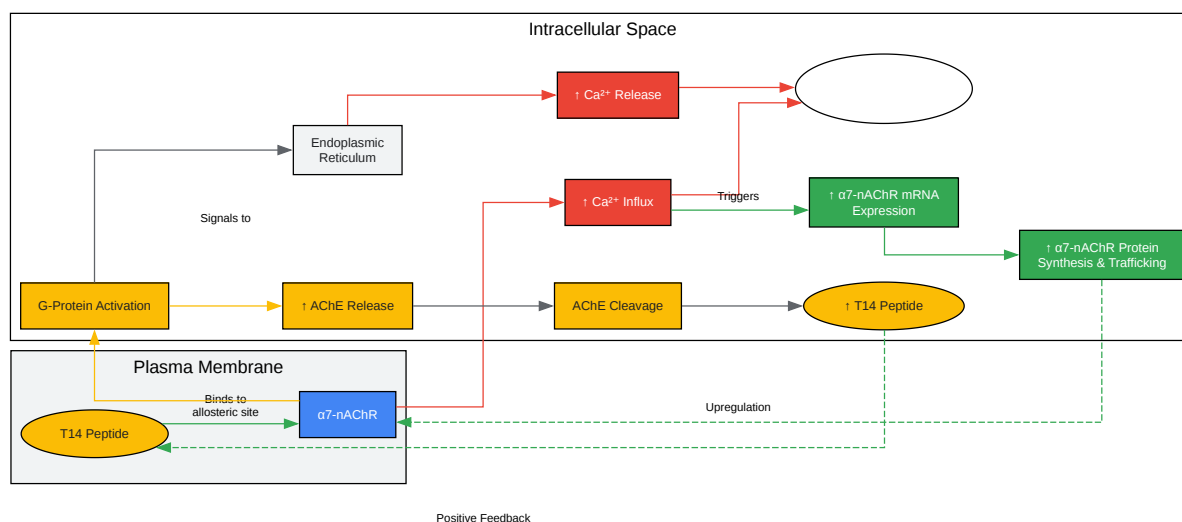 Intracellular Space
↑ Ca²⁺ Release
Endoplasmic
Reticulum
↑ Ca²⁺ Influx
Triggers
↑ α7-nAChR mRNA
Expression
Signals to
↑ α7-nAChR Protein
Synthesis & Trafficking
G-Protein Activation
↑ AChE Release
AChE Cleavage
↑ T14 Peptide
Plasma Membrane
Binds to
allosteric site
α7-nAChR
Upregulation
T14 Peptide
Positive Feedback